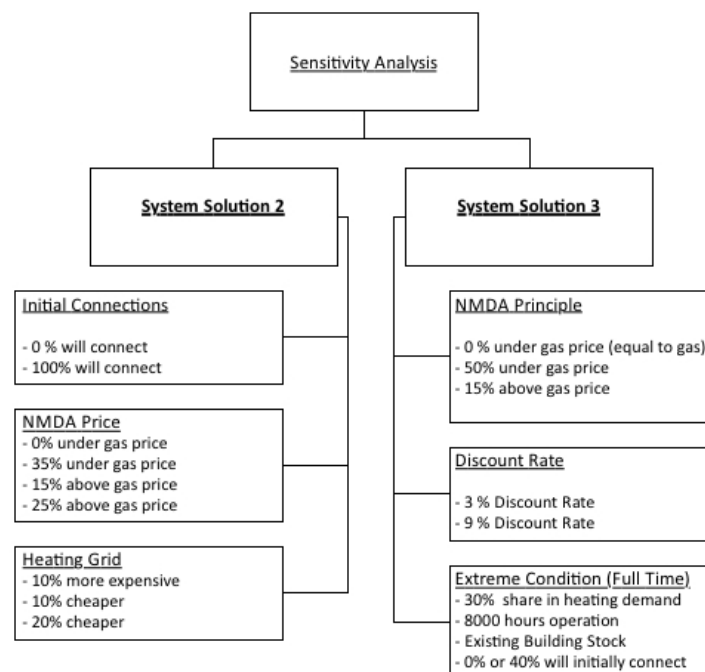 Sensitivity Analysis
System Solution 2
System Solution 3
Initial Connections
- 0 % will connect
- 100% will connect
NMDA Price
- 0% under gas price
- 35% under gas price
- 15% above gas price
- 25% above gas price
Heating Grid
- 10% more expensive
- 10% cheaper
- 20% cheaper
NMDA Principle
- 0 % under gas price (equal to gas)
- 50% under gas price
- 15% above gas price
Discount Rate
- 3 % Discount Rate
- 9 % Discount Rate
Extreme Condition (Full Time)
- 30% share in heating demand
- 8000 hours operation
- Existing Building Stock
- 0% or 40% will initially connect